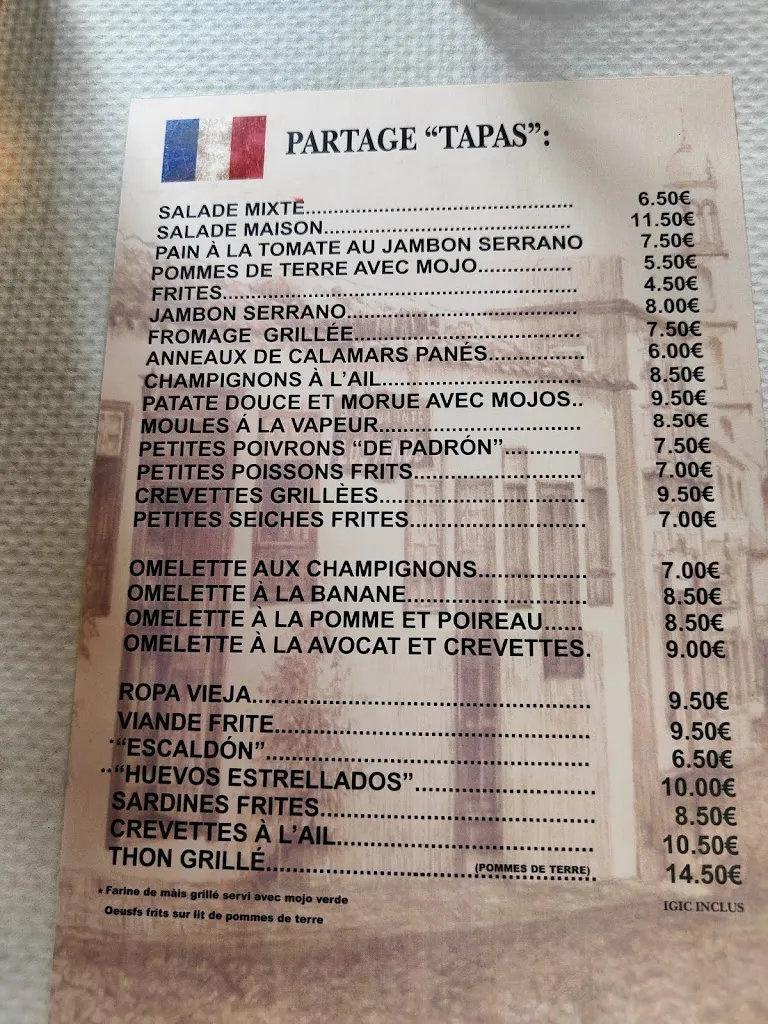 PARTAGE “TAPAS”:
SALADE MIXTE................................................ 6.50€
SALADE MAISON............................................. 11.50€
PAIN À LA TOMATE AU JAMBON SERRANO 7.50€
POMMES DE TERRE AVEC MOJO................ 5.50€
FRITES............................................................. 4.50€
JAMBON SERRANO........................................ 8.00€
FROMAGE GRILLÉE....................................... 7.50€
ANNEAUX DE CALAMARS PANÉS................ 6.00€
CHAMPIGNONS À L’AIL.................................. 8.50€
PATATE DOUCE ET MORUE AVEC MOJOS.. 9.50€
MOULES Á LA VAPEUR................................... 8.50€
PETITES POIVRONS “DE PADRÓN”............. 7.50€
PETITES POISSONS FRITS............................ 7.00€
CREVETTES GRILLÈES................................... 9.50€
PETITES SEICHES FRITES.............................. 7.00€
OMELETTE AUX CHAMPIGNONS.................. 7.00€
OMELETTE À LA BANANE............................... 8.50€
OMELETTE À LA POMME ET POIREAU...... 8.50€
OMELETTE À LA AVOCAT ET CREVETTES. 9.00€
ROPA VIEJA...................................................... 9.50€
VIANDE FRITE................................................... 9.50€
*“ESCALDÓN”.................................................... 6.50€
**“HUEVOS ESTRELLADOS”............................ 10.00€
SARDINES FRITES............................................ 8.50€
CREVETTES À L’AIL.......................................... 10.50€
THON GRILLÉ................................(POMMES DE TERRE). 14.50€
* Farine de màis grillé servi avec mojo verde
Oeusfs frits sur lit de pommes de terre
IGIC INCLUS